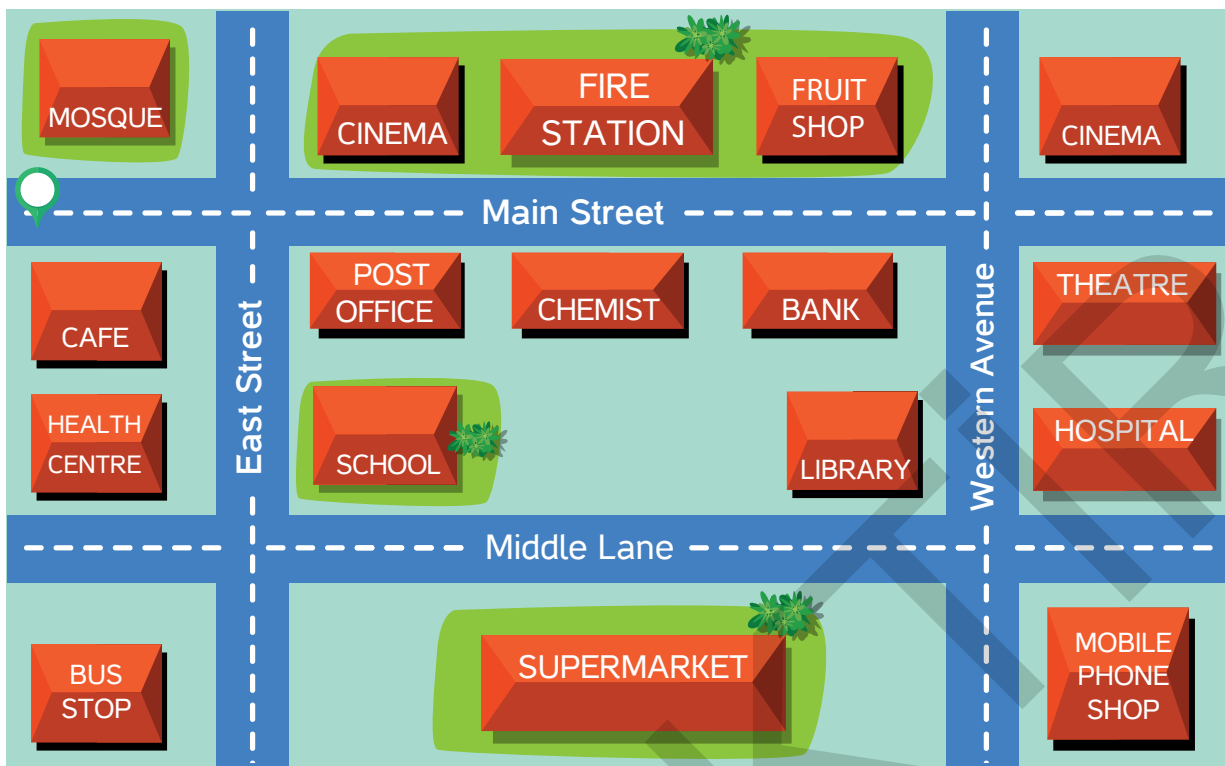 MOSQUE
CINEMA
FIRE
STATION
FRUIT
SHOP
CINEMA
Main Street
CAFE
East Street
POST
OFFICE
CHEMIST
BANK
Western Avenue
THEATRE
HEALTH
CENTRE
SCHOOL
LIBRARY
HOSPITAL
Middle Lane
BUS
STOP
SUPERMARKET
MOBILE
PHONE
SHOP